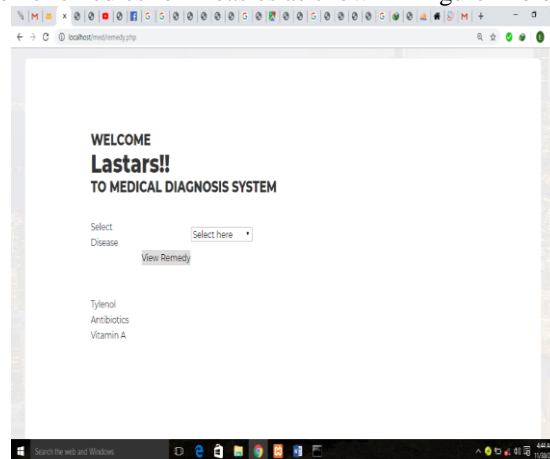 localhost/med/remedy.php
WELCOME
Lastars!!
TO MEDICAL DIAGNOSIS SYSTEM
Select
Disease
Select here
View Remedy
Tylenol
Antibiotics
Vitamin A
Search the web and Windows